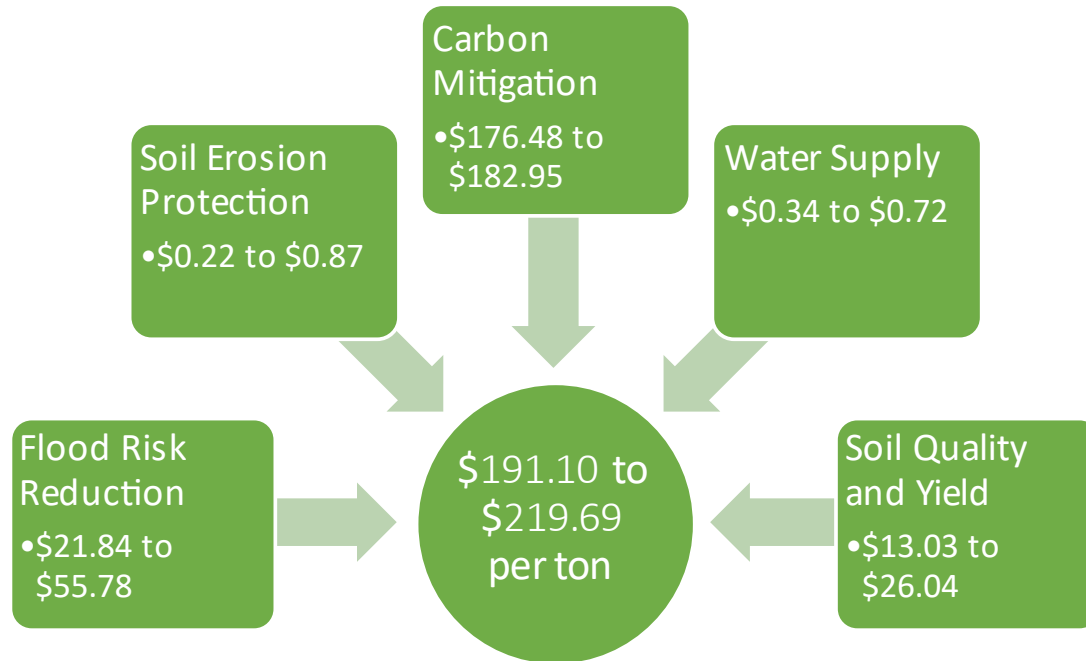 Carbon
Mitigation
•$176.48 to
$182.95
Soil Erosion
Protection
•$0.22 to $0.87
Water Supply
•$0.34 to $0.72
Flood Risk
Reduction
•$21.84 to
$55.78
$191.10 to
$219.69
per ton
Soil Quality
and Yield
•$13.03 to
$26.04